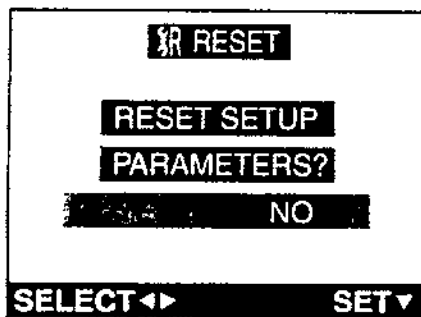 RESET
RESET SETUP
PARAMETERS?
NO
SELECT◀▶ SET▼